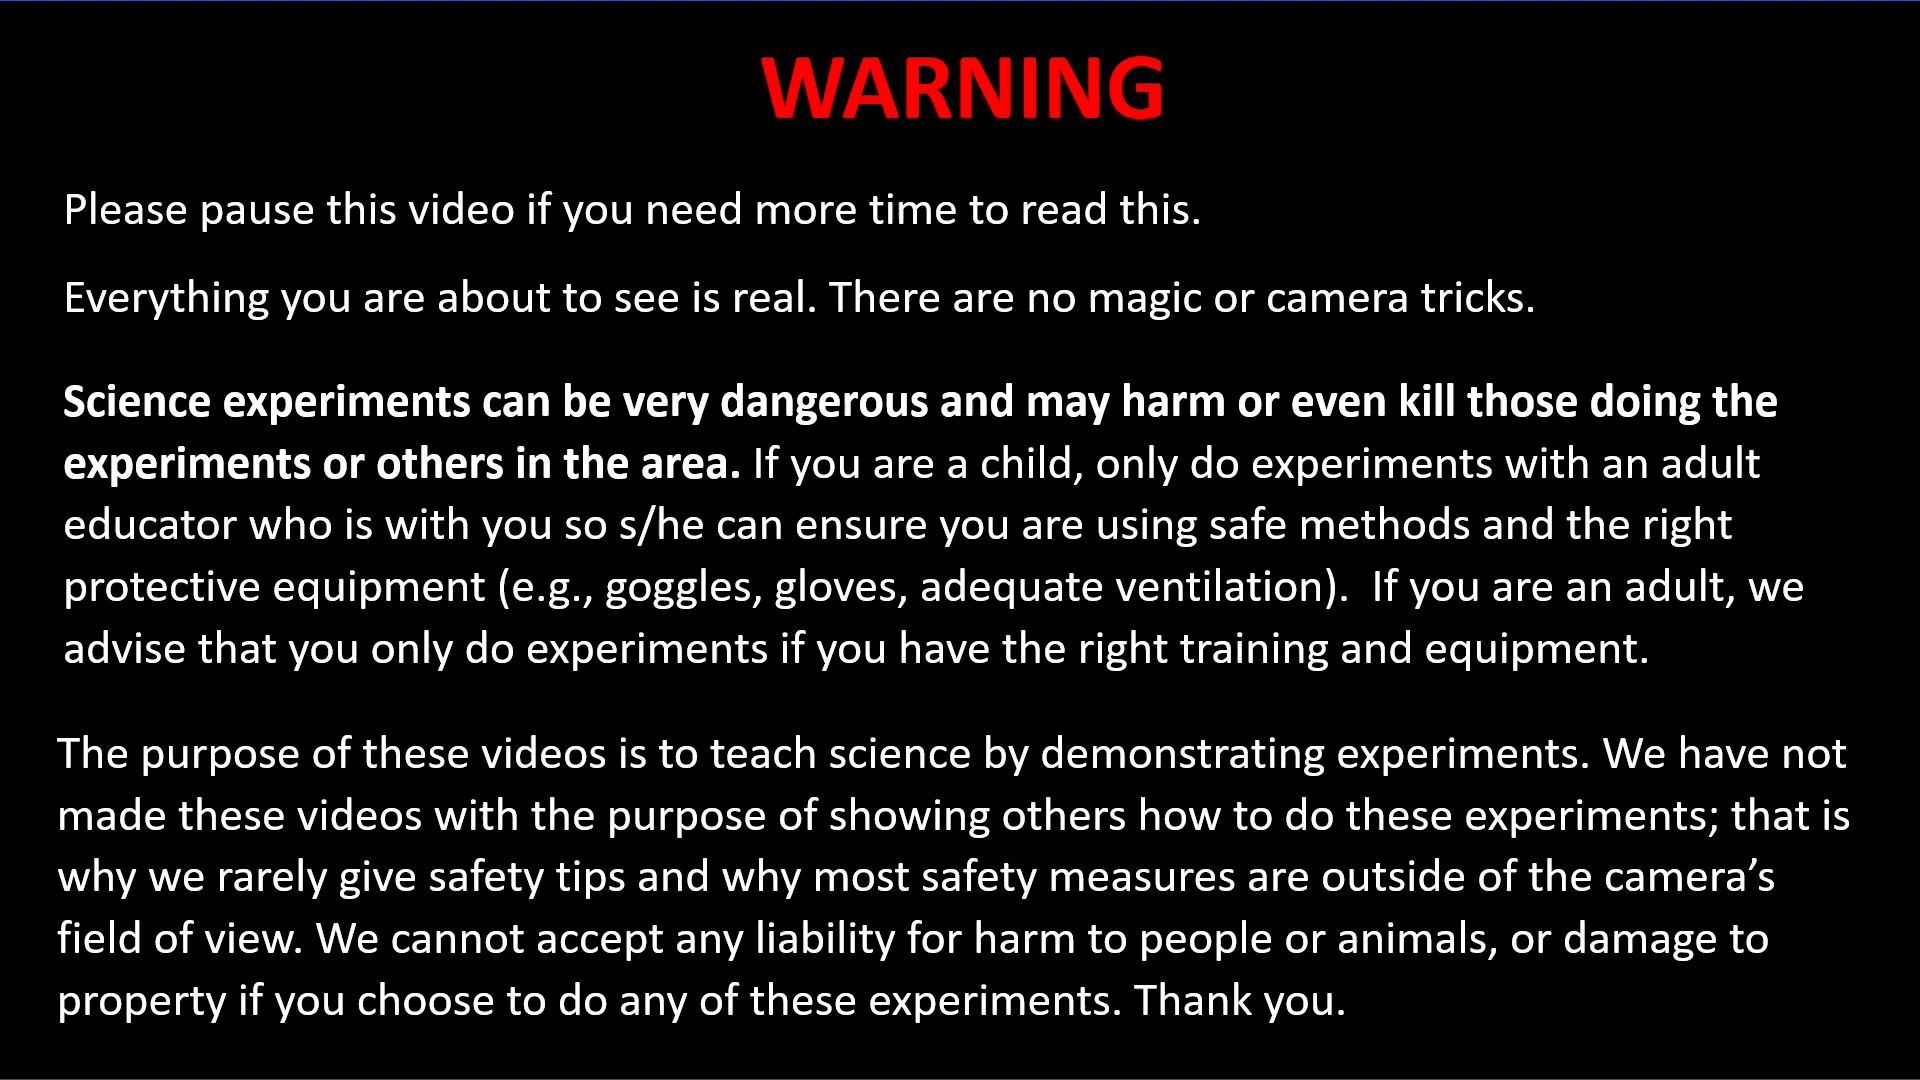 WARNING
Please pause this video if you need more time to read this.
Everything you are about to see is real. There are no magic or camera tricks.
Science experiments can be very dangerous and may harm or even kill those doing the
experiments or others in the area. If you are a child, only do experiments with an adult
educator who is with you so s/he can ensure you are using safe methods and the right
protective equipment (e.g., goggles, gloves, adequate ventilation).  If you are an adult, we
advise that you only do experiments if you have the right training and equipment.
The purpose of these videos is to teach science by demonstrating experiments. We have not
made these videos with the purpose of showing others how to do these experiments; that is
why we rarely give safety tips and why most safety measures are outside of the camera’s
field of view. We cannot accept any liability for harm to people or animals, or damage to
property if you choose to do any of these experiments. Thank you.